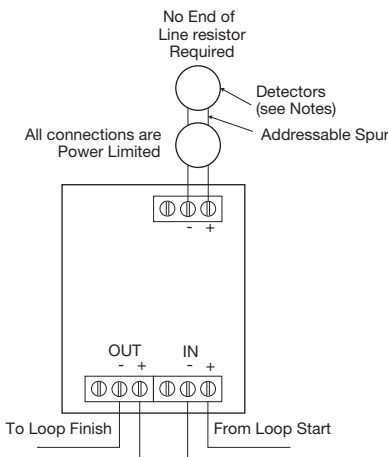 No End of
Line resistor
Required
Detectors
(see Notes)
All connections are
Power Limited
Addressable Spur
- +
OUT IN
- + - +
To Loop Finish
From Loop Start